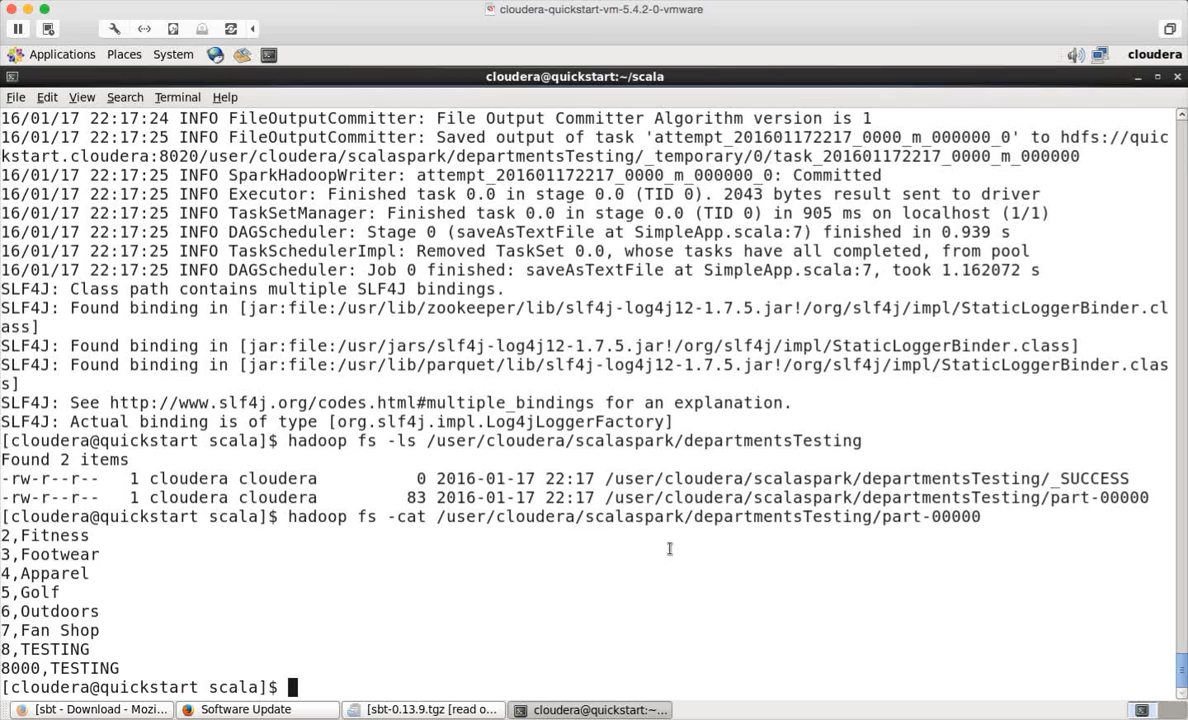 cloudera-quickstart-vm-5.4.2-0-vmware
Applications Places System cloudera
cloudera@quickstart:~/scala
File Edit View Search Terminal Help
16/01/17 22:17:24 INFO FileOutputCommitter: File Output Committer Algorithm version is 1
16/01/17 22:17:25 INFO FileOutputCommitter: Saved output of task 'attempt_201601172217_0000_m_000000_0' to hdfs://quic
kstart.cloudera:8020/user/cloudera/scalaspark/departmentsTesting/_temporary/0/task_201601172217_0000_m_000000
16/01/17 22:17:25 INFO SparkHadoopWriter: attempt_201601172217_0000_m_000000_0: Committed
16/01/17 22:17:25 INFO Executor: Finished task 0.0 in stage 0.0 (TID 0). 2043 bytes result sent to driver
16/01/17 22:17:25 INFO TaskSetManager: Finished task 0.0 in stage 0.0 (TID 0) in 905 ms on localhost (1/1)
16/01/17 22:17:25 INFO DAGScheduler: Stage 0 (saveAsTextFile at SimpleApp.scala:7) finished in 0.939 s
16/01/17 22:17:25 INFO TaskSchedulerImpl: Removed TaskSet 0.0, whose tasks have all completed, from pool
16/01/17 22:17:25 INFO DAGScheduler: Job 0 finished: saveAsTextFile at SimpleApp.scala:7, took 1.162072 s
SLF4J: Class path contains multiple SLF4J bindings.
SLF4J: Found binding in [jar:file:/usr/lib/zookeeper/lib/slf4j-log4j12-1.7.5.jar!/org/slf4j/impl/StaticLoggerBinder.cl
ass]
SLF4J: Found binding in [jar:file:/usr/jars/slf4j-log4j12-1.7.5.jar!/org/slf4j/impl/StaticLoggerBinder.class]
SLF4J: Found binding in [jar:file:/usr/lib/parquet/lib/slf4j-log4j12-1.7.5.jar!/org/slf4j/impl/StaticLoggerBinder.clas
s]
SLF4J: See http://www.slf4j.org/codes.html#multiple_bindings for an explanation.
SLF4J: Actual binding is of type [org.slf4j.impl.Log4jLoggerFactory]
[cloudera@quickstart scala]$ hadoop fs -ls /user/cloudera/scalaspark/departmentsTesting
Found 2 items
-rw-r--r-- 1 cloudera cloudera 0 2016-01-17 22:17 /user/cloudera/scalaspark/departmentsTesting/_SUCCESS
-rw-r--r-- 1 cloudera cloudera 83 2016-01-17 22:17 /user/cloudera/scalaspark/departmentsTesting/part-00000
[cloudera@quickstart scala]$ hadoop fs -cat /user/cloudera/scalaspark/departmentsTesting/part-00000
2,Fitness
3,Footwear
4,Apparel
5,Golf
6,Outdoors
7,Fan Shop
8,TESTING
8000,TESTING
[cloudera@quickstart scala]$
[sbt - Download - Mozi... Software Update [sbt-0.13.9.tgz [read o... cloudera@quickstart:~...